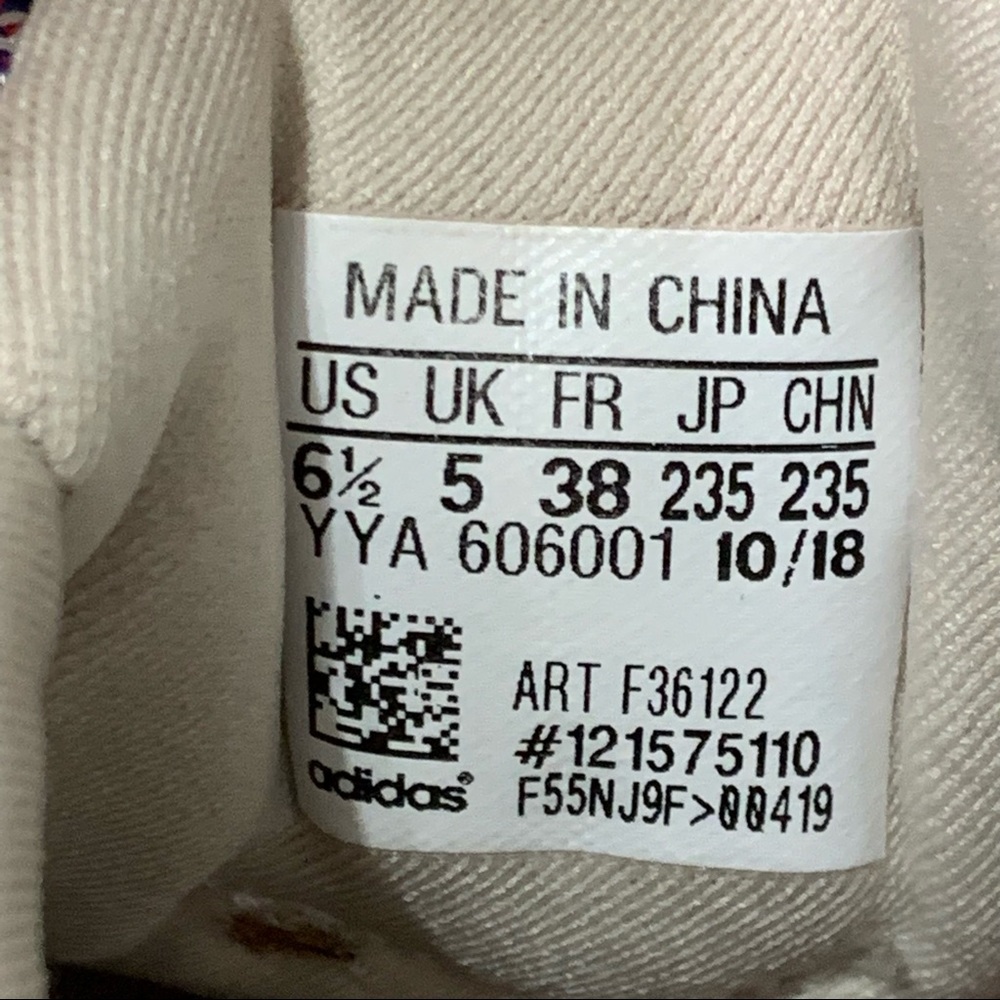 MADE IN CHINA
US UK FR JP CHN
6½ 5 38 235 235
YYA 606001 10/18
ART F36122
#121575110
adidas®
F55NJ9F>00419